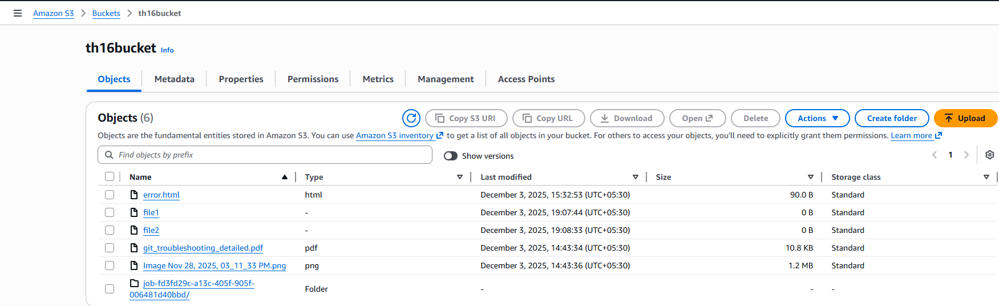 Amazon S3 > Buckets > th16bucket
th16bucket Info
Objects Metadata Properties Permissions Metrics Management Access Points
Objects (6) Copy S3 URI Copy URL Download Open Delete Actions Create folder Upload
Objects are the fundamental entities stored in Amazon S3. You can use Amazon S3 inventory to get a list of all objects in your bucket. For others to access your objects, you'll need to explicitly grant them permissions. Learn more
Find objects by prefix Show versions 1
Name Type Last modified Size Storage class
error.html html December 3, 2025, 15:32:53 (UTC+05:30) 90.0 B Standard
file1 - December 3, 2025, 19:07:44 (UTC+05:30) 0 B Standard
file2 - December 3, 2025, 19:08:33 (UTC+05:30) 0 B Standard
git_troubleshooting_detailed.pdf pdf December 3, 2025, 14:43:34 (UTC+05:30) 10.8 KB Standard
Image Nov 28, 2025, 03_11_33 PM.png png December 3, 2025, 14:43:36 (UTC+05:30) 1.2 MB Standard
job-fd3fd29c-a13c-405f-905f-
006481d40bbd/ Folder - - -